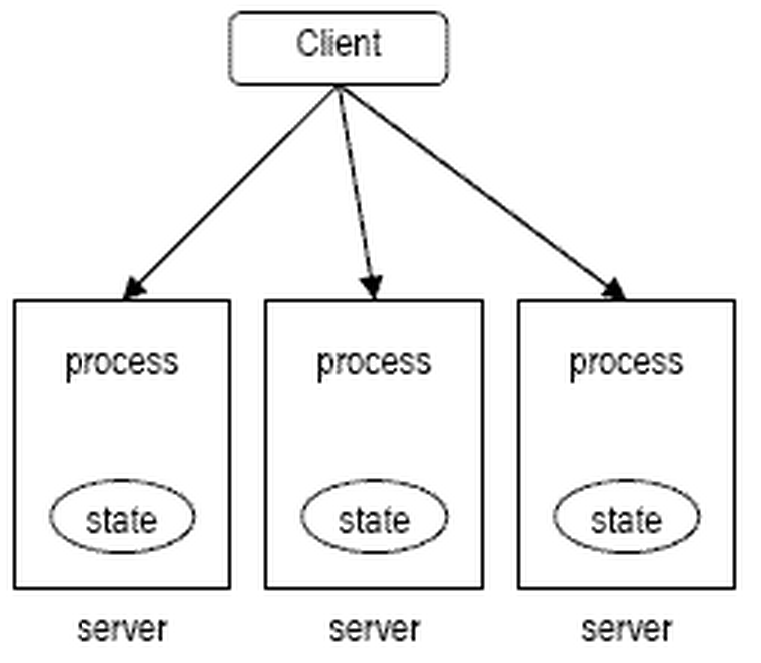 Client
process process process
state state state
server server server